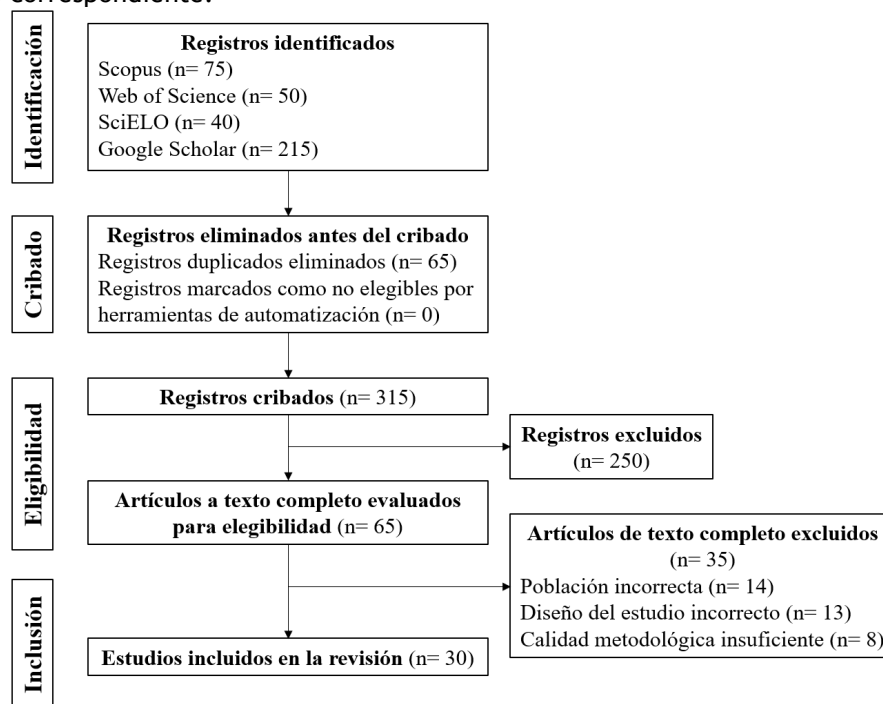 correspondiente.
Identificación
Registros identificados
Scopus (n= 75)
Web of Science (n= 50)
SciELO (n= 40)
Google Scholar (n= 215)
Cribado
Registros eliminados antes del cribado
Registros duplicados eliminados (n= 65)
Registros marcados como no elegibles por
herramientas de automatización (n= 0)
Eligibilidad
Registros cribados (n= 315)
Registros excluidos
(n= 250)
Artículos a texto completo evaluados
para elegibilidad (n= 65)
Artículos de texto completo excluidos
(n= 35)
Población incorrecta (n= 14)
Diseño del estudio incorrecto (n= 13)
Calidad metodológica insuficiente (n= 8)
Inclusión
Estudios incluidos en la revisión (n= 30)